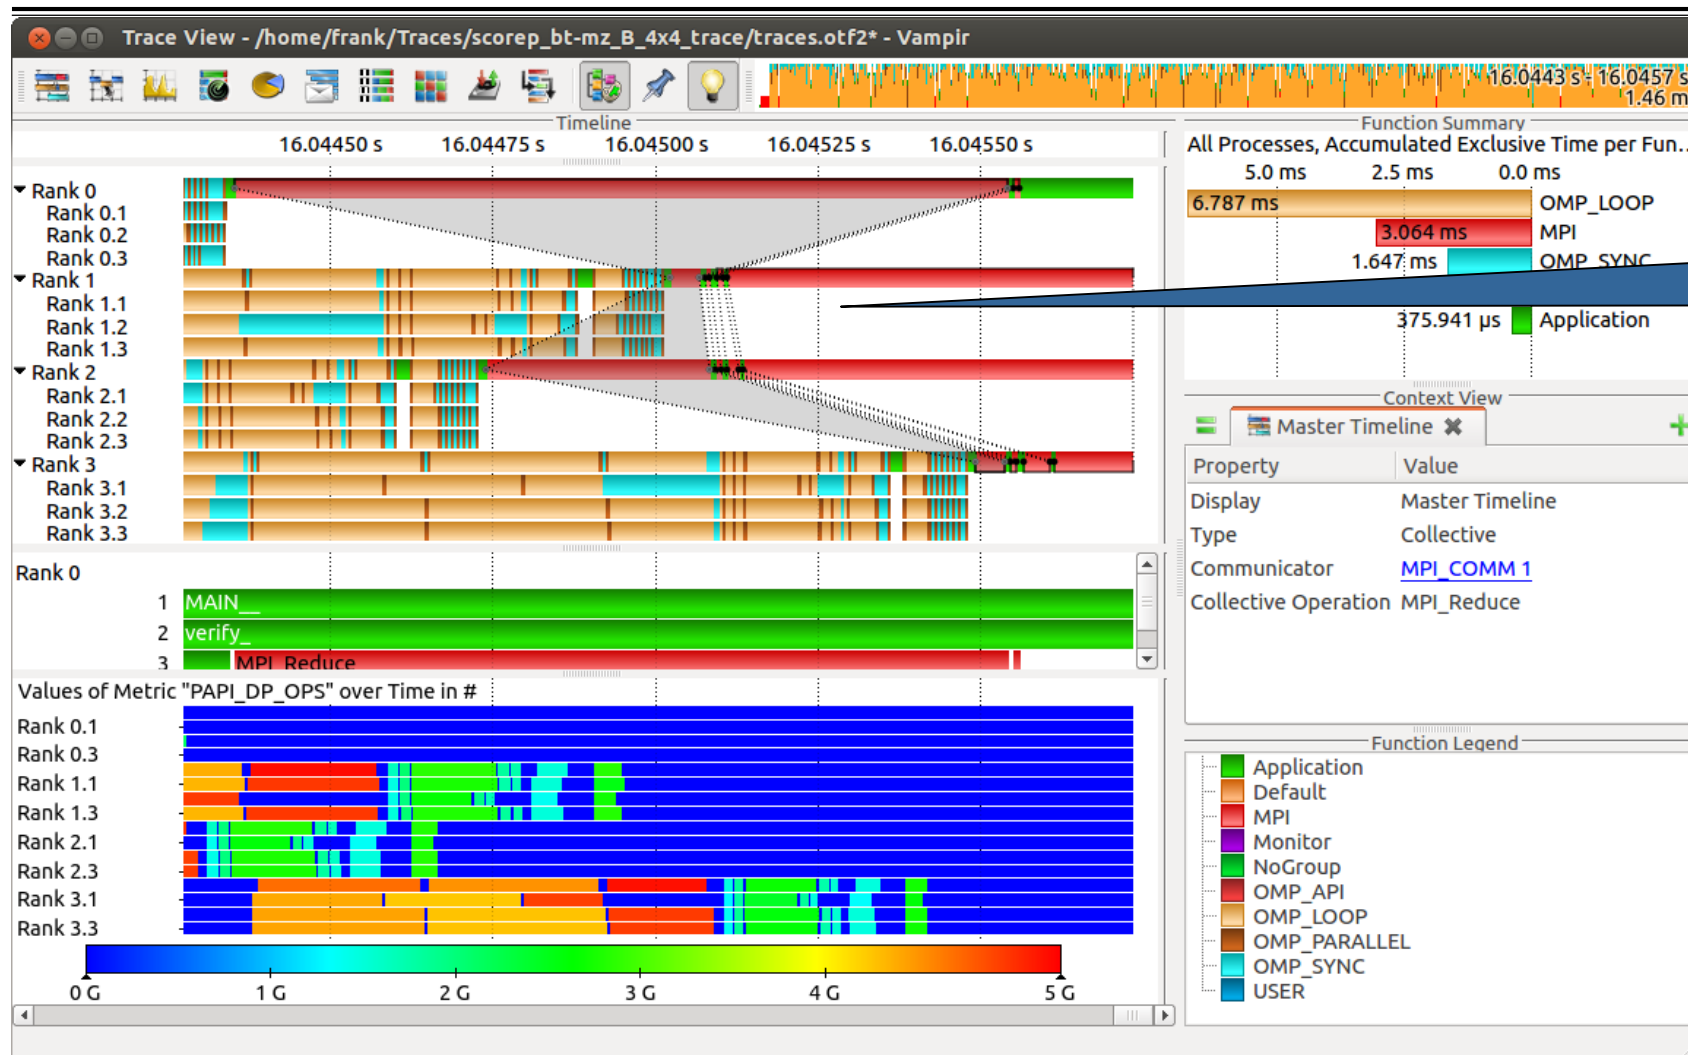 Trace View - /home/frank/Traces/scorep_bt-mz_B_4x4_trace/traces.otf2* - Vampir
16.0443 s - 16.0457 s
1.46 m
Timeline
16.04450 s 16.04475 s 16.04500 s 16.04525 s 16.04550 s
Rank 0
Rank 0.1
Rank 0.2
Rank 0.3
Rank 1
Rank 1.1
Rank 1.2
Rank 1.3
Rank 2
Rank 2.1
Rank 2.2
Rank 2.3
Rank 3
Rank 3.1
Rank 3.2
Rank 3.3
Rank 0
1 MAIN__
2 verify_
3 MPI_Reduce
Values of Metric "PAPI_DP_OPS" over Time in #
Rank 0.1
Rank 0.3
Rank 1.1
Rank 1.3
Rank 2.1
Rank 2.3
Rank 3.1
Rank 3.3
0 G 1 G 2 G 3 G 4 G 5 G
Function Summary
All Processes, Accumulated Exclusive Time per Fun...
5.0 ms 2.5 ms 0.0 ms
6.787 ms OMP_LOOP
3.064 ms MPI
1.647 ms OMP_SYNC
375.941 µs Application
Context View
Master Timeline
Property Value
Display Master Timeline
Type Collective
Communicator MPI_COMM 1
Collective Operation MPI_Reduce
Function Legend
Application
Default
MPI
Monitor
NoGroup
OMP_API
OMP_LOOP
OMP_PARALLEL
OMP_SYNC
USER